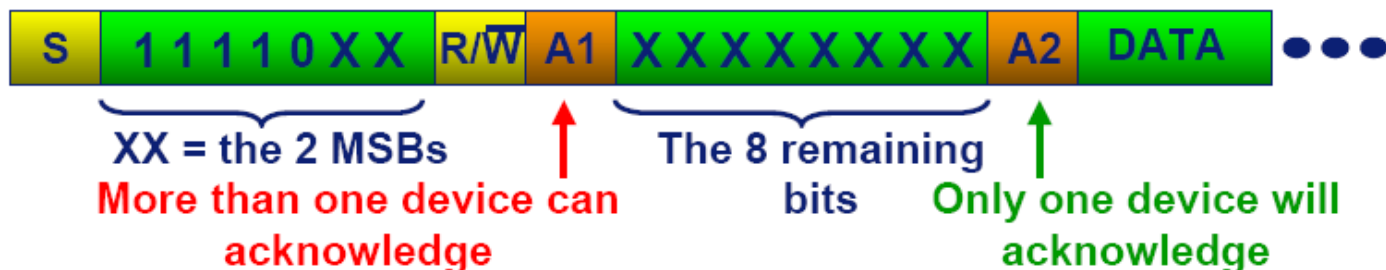 S 1 1 1 1 0 X X R/W̅ A1 X X X X X X X X A2 DATA
XX = the 2 MSBs
The 8 remaining bits
More than one device can acknowledge
Only one device will acknowledge